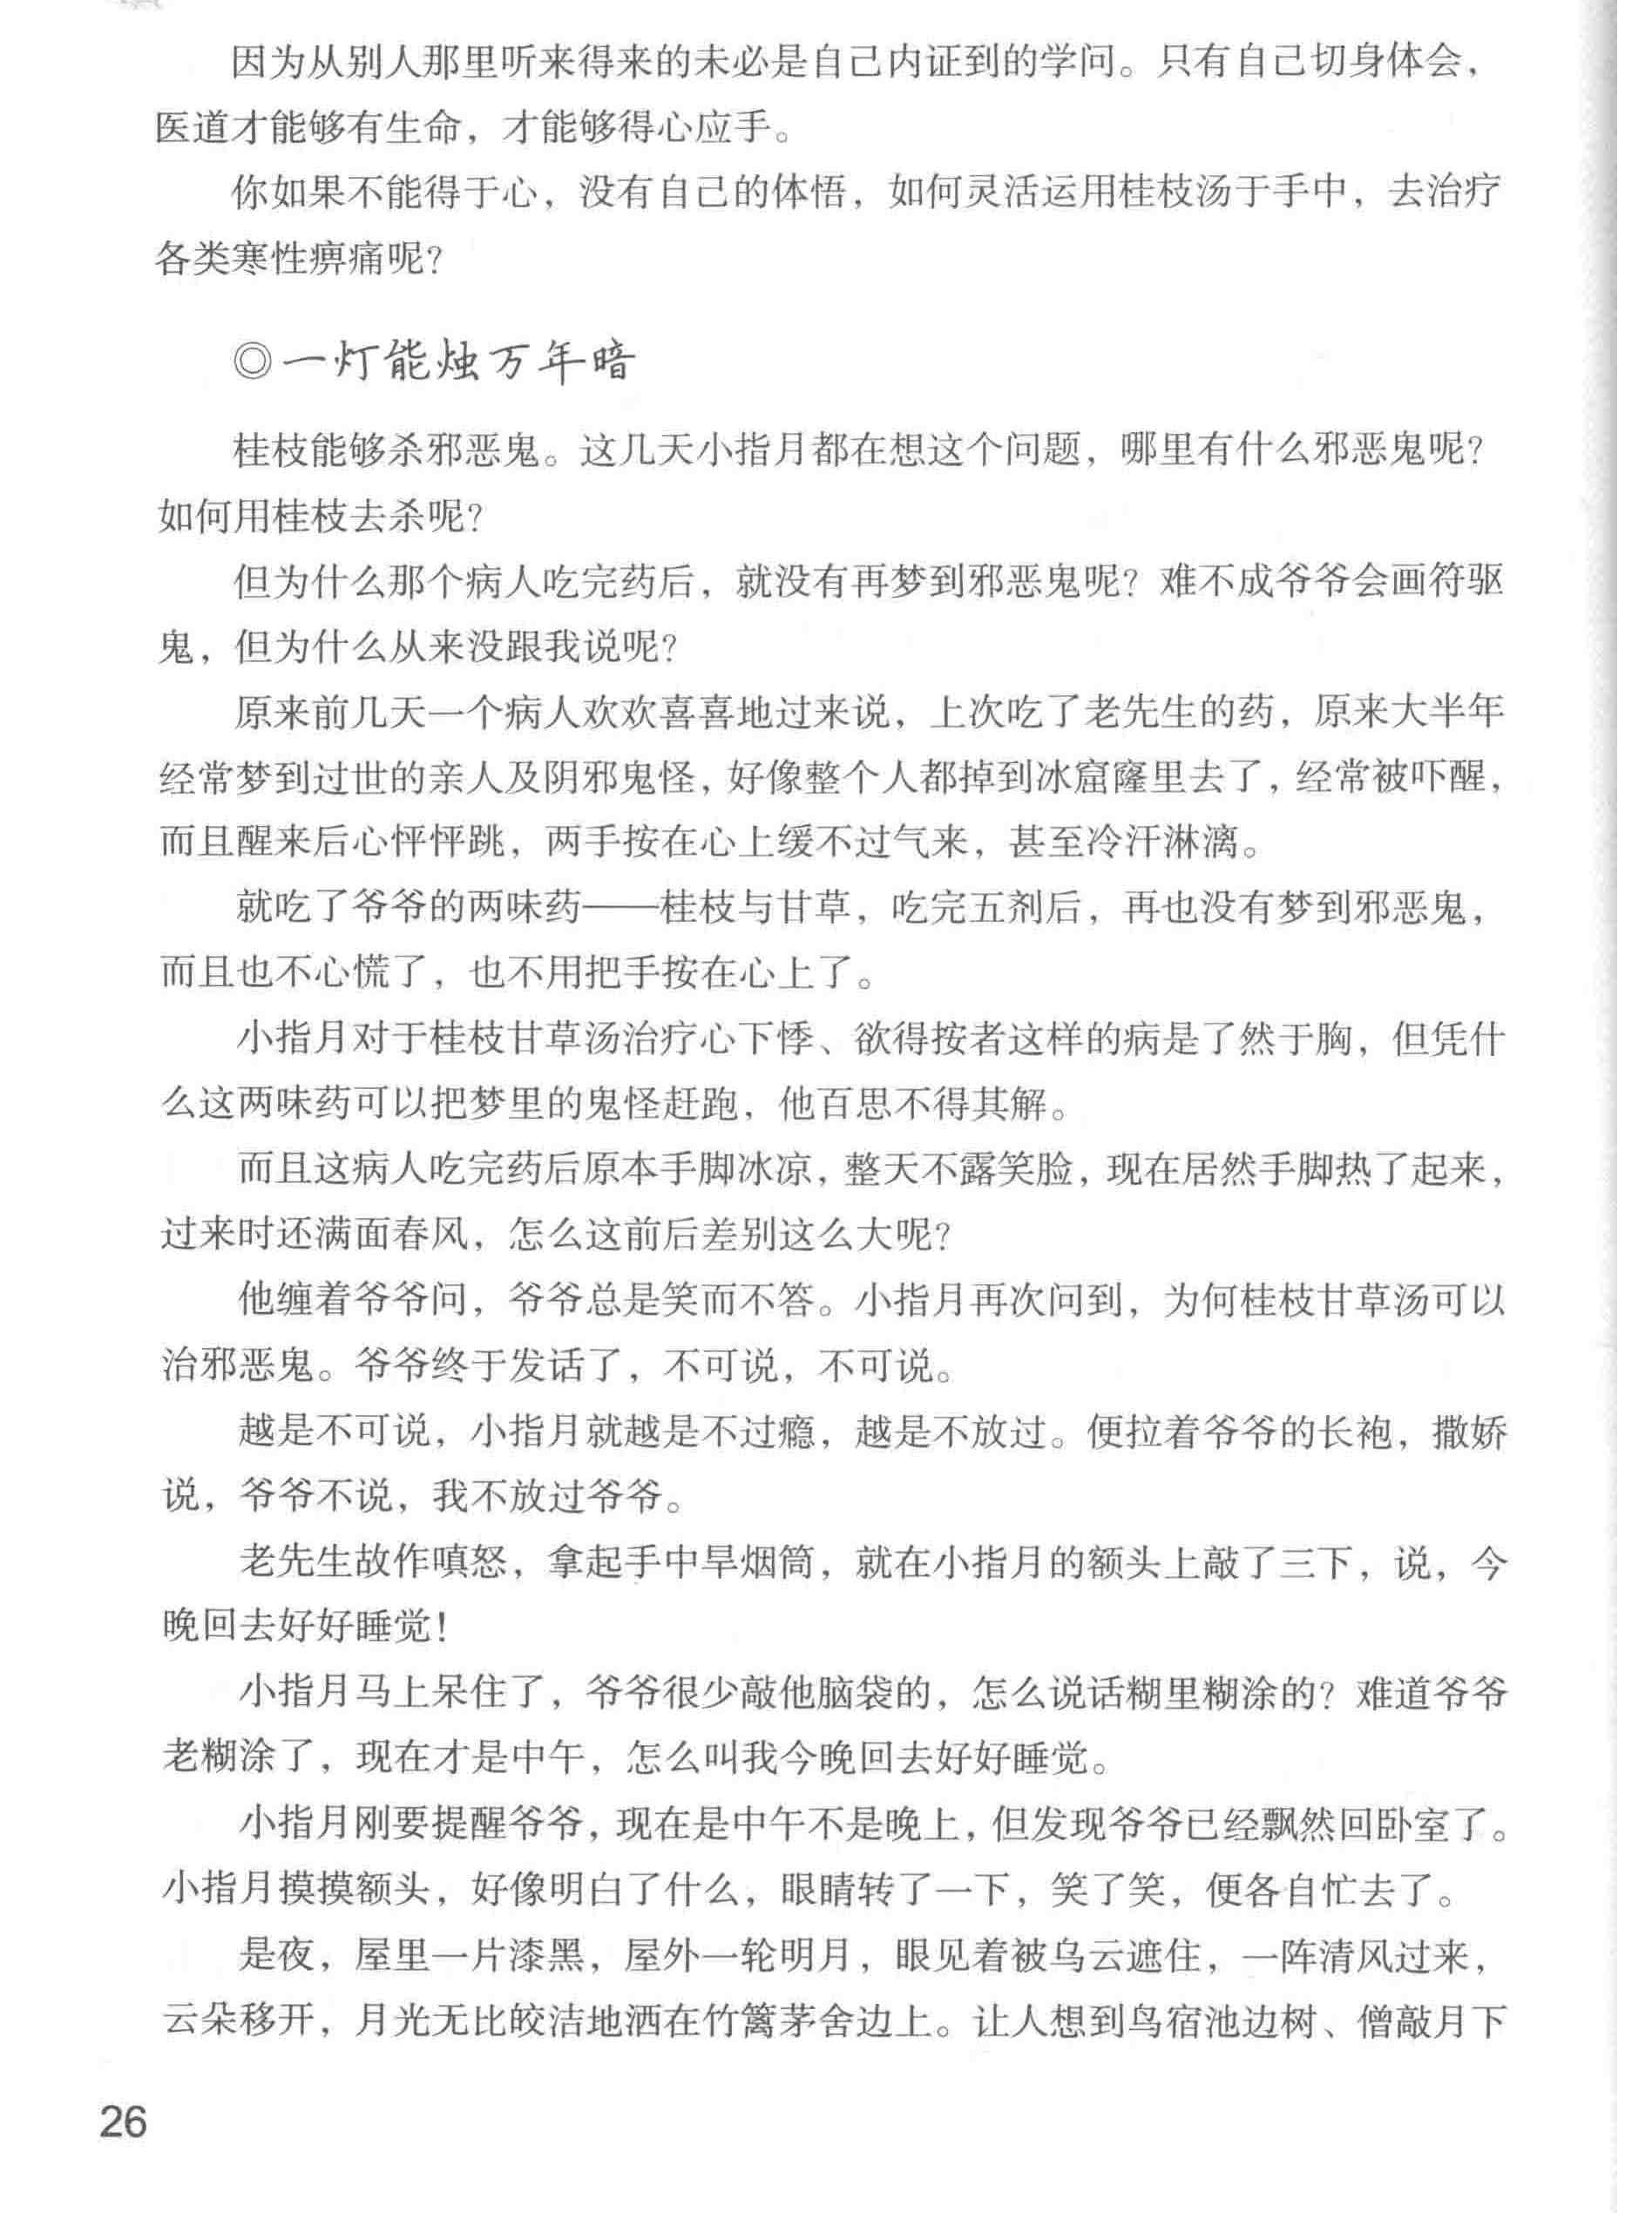 因为从别人那里听来得来的未必是自己内证到的学问。只有自己切身体会，
医道才能够有生命，才能够得心应手。
你如果不能得于心，没有自己的体悟，如何灵活运用桂枝汤于手中，去治疗
各类寒性痹痛呢？
◎一灯能烛万年暗
桂枝能够杀邪恶鬼。这几天小指月都在想这个问题，哪里有什么邪恶鬼呢？
如何用桂枝去杀呢？
但为什么那个病人吃完药后，就没有再梦到邪恶鬼呢？难不成爷爷会画符驱
鬼，但为什么从来没跟我说呢？
原来前几天一个病人欢欢喜喜地过来说，上次吃了老先生的药，原来大半年
经常梦到过世的亲人及阴邪鬼怪，好像整个人都掉到冰窟窿里去了，经常被吓醒，
而且醒来后心怦怦跳，两手按在心上缓不过气来，甚至冷汗淋漓。
就吃了爷爷的两味药——桂枝与甘草，吃完五剂后，再也没有梦到邪恶鬼，
而且也不心慌了，也不用把手按在心上了。
小指月对于桂枝甘草汤治疗心下悸、欲得按者这样的病是了然于胸，但凭什
么这两味药可以把梦里的鬼怪赶跑，他百思不得其解。
而且这病人吃完药后原本手脚冰凉，整天不露笑脸，现在居然手脚热了起来，
过来时还满面春风，怎么这前后差别这么大呢？
他缠着爷爷问，爷爷总是笑而不答。小指月再次问到，为何桂枝甘草汤可以
治邪恶鬼。爷爷终于发话了，不可说，不可说。
越是不可说，小指月就越是不过瘾，越是不放过。便拉着爷爷的长袍，撒娇
说，爷爷不说，我不放过爷爷。
老先生故作嗔怒，拿起手中旱烟筒，就在小指月的额头上敲了三下，说，今
晚回去好好睡觉！
小指月马上呆住了，爷爷很少敲他脑袋的，怎么说话糊里糊涂的？难道爷爷
老糊涂了，现在才是中午，怎么叫我今晚回去好好睡觉。
小指月刚要提醒爷爷，现在是中午不是晚上，但发现爷爷已经飘然回卧室了。
小指月摸摸额头，好像明白了什么，眼睛转了一下，笑了笑，便各自忙去了。
是夜，屋里一片漆黑，屋外一轮明月，眼见着被乌云遮住，一阵清风过来，
云朵移开，月光无比皎洁地洒在竹篱茅舍边上。让人想到鸟宿池边树、僧敲月下
26